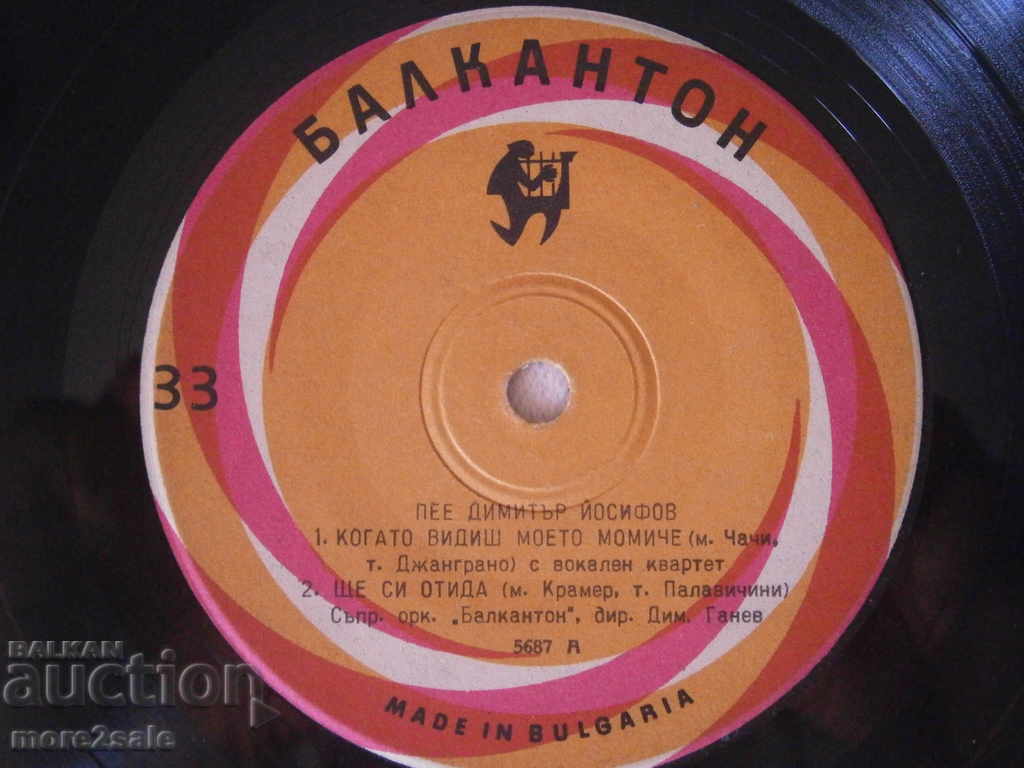 БАЛКАНТОН
33
ПЕЕ ДИМИТЪР ЙОСИФОВ
1. КОГАТО ВИДИШ МОЕТО МОМИЧЕ (м. Чачи,
т. Джанграно) с вокален квартет
2. ЩЕ СИ ОТИДА (м. Крамер, т. Палавичини)
Съпр. орк. „Балкантон", дир. Дим. Ганев
5687 А
MADE IN BULGARIA
BALKAN
auction
more2sale